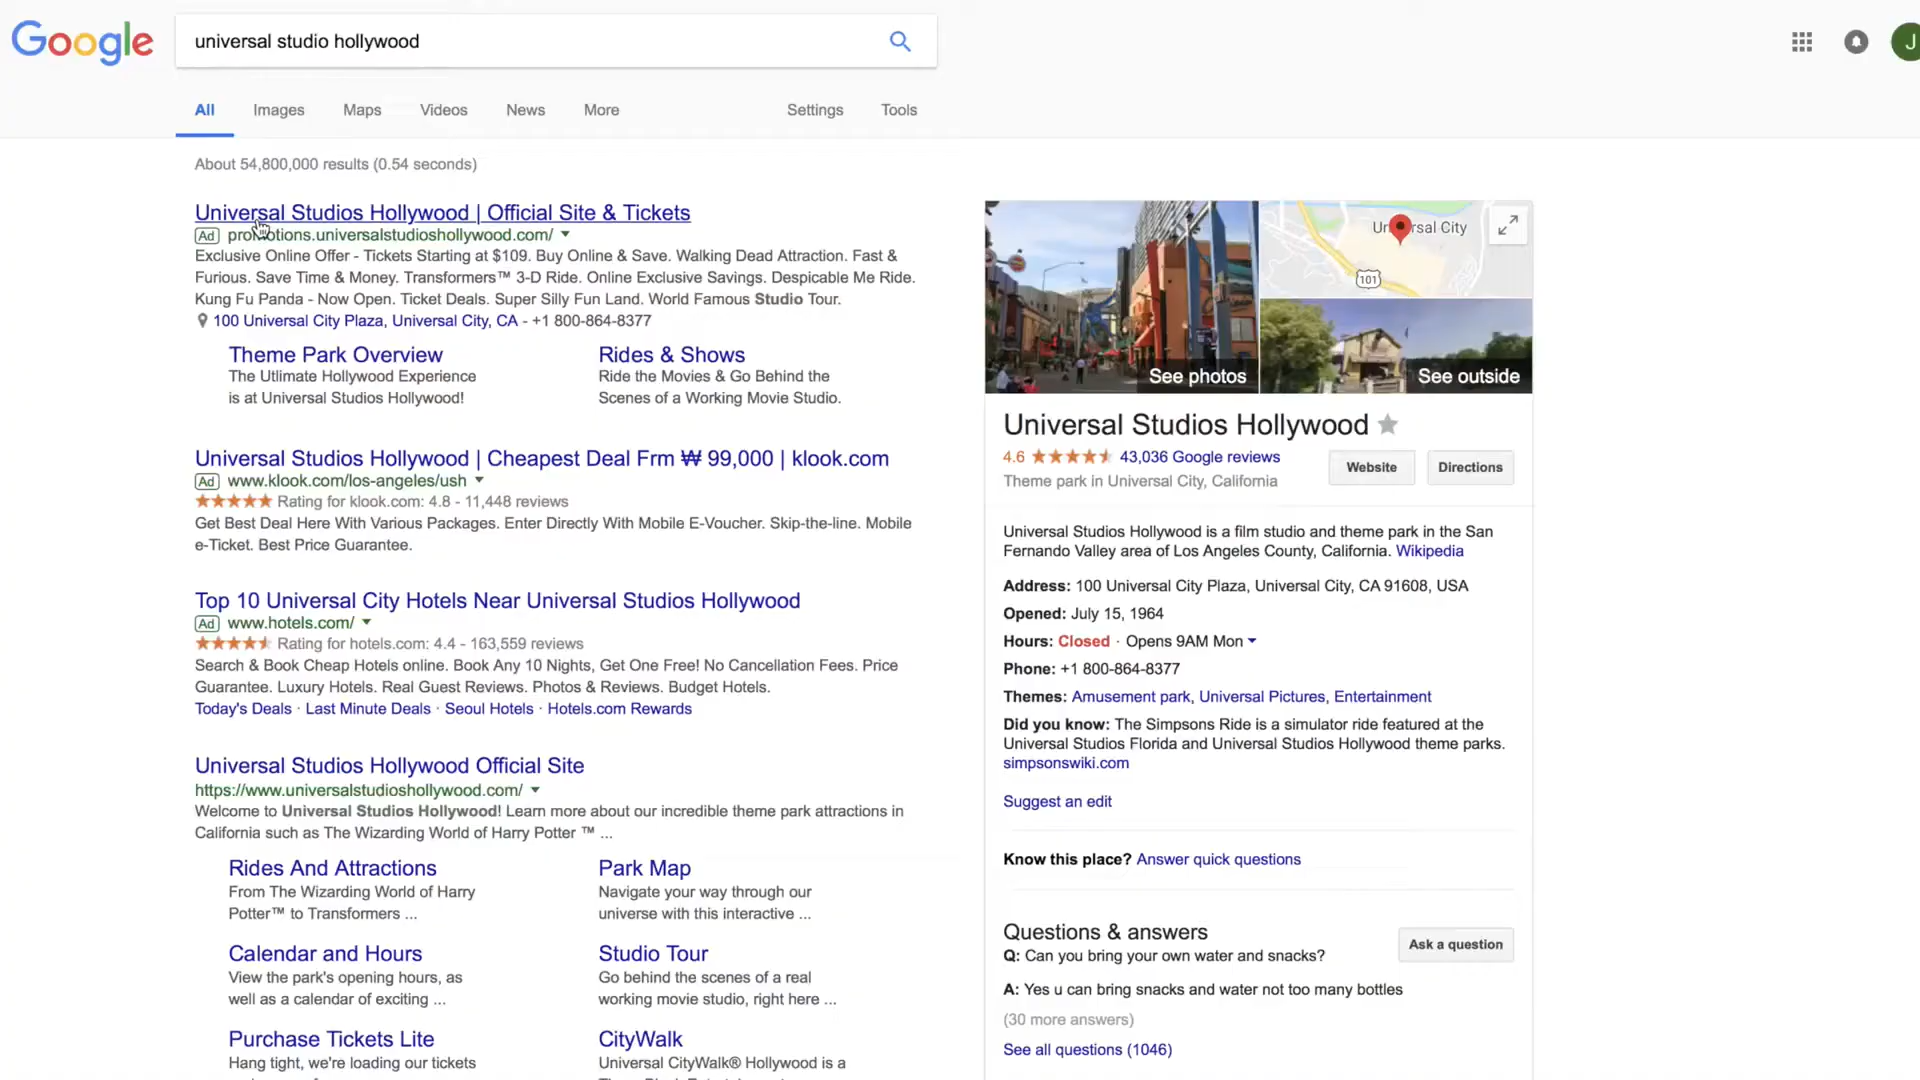 Google
universal studio hollywood
J
All Images Maps Videos News More Settings Tools
About 54,800,000 results (0.54 seconds)
Universal Studios Hollywood | Official Site & Tickets
Ad promotions.universalstudioshollywood.com/
Exclusive Online Offer - Tickets Starting at $109. Buy Online & Save. Walking Dead Attraction. Fast &
Furious. Save Time & Money. Transformers™ 3-D Ride. Online Exclusive Savings. Despicable Me Ride.
Kung Fu Panda - Now Open. Ticket Deals. Super Silly Fun Land. World Famous Studio Tour.
100 Universal City Plaza, Universal City, CA - +1 800-864-8377
Theme Park Overview
The Utlimate Hollywood Experience
is at Universal Studios Hollywood!
Rides & Shows
Ride the Movies & Go Behind the
Scenes of a Working Movie Studio.
Universal Studios Hollywood | Cheapest Deal Frm ₩ 99,000 | klook.com
Ad www.klook.com/los-angeles/ush
Rating for klook.com: 4.8 - 11,448 reviews
Get Best Deal Here With Various Packages. Enter Directly With Mobile E-Voucher. Skip-the-line. Mobile
e-Ticket. Best Price Guarantee.
Top 10 Universal City Hotels Near Universal Studios Hollywood
Ad www.hotels.com/
Rating for hotels.com: 4.4 - 163,559 reviews
Search & Book Cheap Hotels online. Book Any 10 Nights, Get One Free! No Cancellation Fees. Price
Guarantee. Luxury Hotels. Real Guest Reviews. Photos & Reviews. Budget Hotels.
Today's Deals · Last Minute Deals · Seoul Hotels · Hotels.com Rewards
Universal Studios Hollywood Official Site
https://www.universalstudioshollywood.com/
Welcome to Universal Studios Hollywood! Learn more about our incredible theme park attractions in
California such as The Wizarding World of Harry Potter ™ ...
Rides And Attractions
From The Wizarding World of Harry
Potter™ to Transformers ...
Park Map
Navigate your way through our
universe with this interactive ...
Calendar and Hours
View the park's opening hours, as
well as a calendar of exciting ...
Studio Tour
Go behind the scenes of a real
working movie studio, right here ...
Purchase Tickets Lite
Hang tight, we're loading our tickets
CityWalk
Universal CityWalk® Hollywood is a
City
101
See photos
See outside
Universal Studios Hollywood
4.6 43,036 Google reviews
Theme park in Universal City, California
Website
Directions
Universal Studios Hollywood is a film studio and theme park in the San
Fernando Valley area of Los Angeles County, California. Wikipedia
Address: 100 Universal City Plaza, Universal City, CA 91608, USA
Opened: July 15, 1964
Hours: Closed · Opens 9AM Mon
Phone: +1 800-864-8377
Themes: Amusement park, Universal Pictures, Entertainment
Did you know: The Simpsons Ride is a simulator ride featured at the
Universal Studios Florida and Universal Studios Hollywood theme parks.
simpsonswiki.com
Suggest an edit
Know this place? Answer quick questions
Questions & answers
Q: Can you bring your own water and snacks?
Ask a question
A: Yes u can bring snacks and water not too many bottles
(30 more answers)
See all questions (1046)